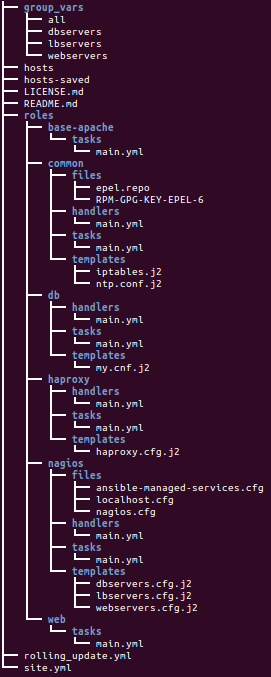 group_vars
all
dbservers
lbservers
webservers
hosts
hosts-saved
LICENSE.md
README.md
roles
base-apache
tasks
main.yml
common
files
epel.repo
RPM-GPG-KEY-EPEL-6
handlers
main.yml
tasks
main.yml
templates
iptables.j2
ntp.conf.j2
db
handlers
main.yml
tasks
main.yml
templates
my.cnf.j2
haproxy
handlers
main.yml
tasks
main.yml
templates
haproxy.cfg.j2
nagios
files
ansible-managed-services.cfg
localhost.cfg
nagios.cfg
handlers
main.yml
tasks
main.yml
templates
dbservers.cfg.j2
lbservers.cfg.j2
webservers.cfg.j2
web
tasks
main.yml
rolling_update.yml
site.yml